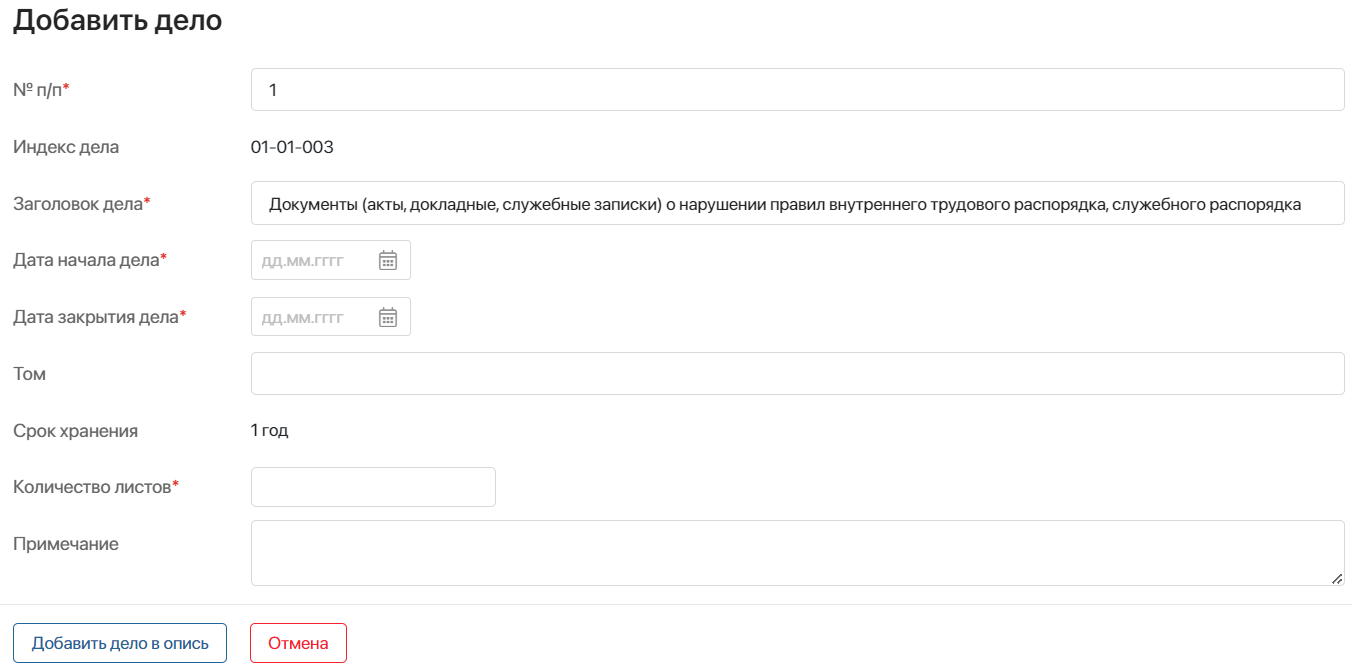 Добавить дело
№ п/п* 1
Индекс дела 01-01-003
Заголовок дела* Документы (акты, докладные, служебные записки) о нарушении правил внутреннего трудового распорядка, служебного распорядка
Дата начала дела* дд.мм.гггг
Дата закрытия дела* дд.мм.гггг
Том
Срок хранения 1 год
Количество листов*
Примечание
Добавить дело в опись Отмена